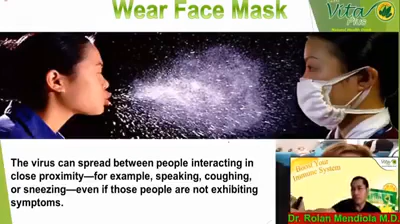 Wear Face Mask
Vita
Plus
The virus can spread between people interacting in
close proximity—for example, speaking, coughing,
or sneezing—even if those people are not exhibiting
symptoms.
Boost Your
Immune System
Dr. Rolan Mendiola M.D.